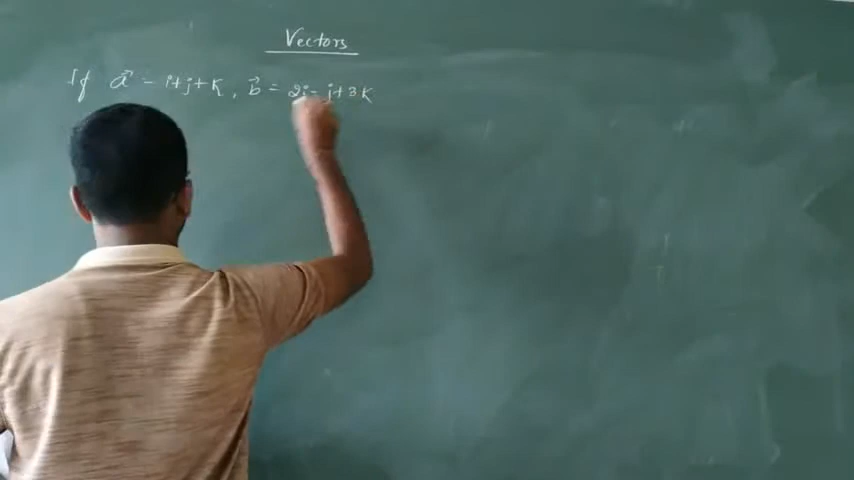 Vectors
If a⃗ = i+j+k, b⃗ = 2i-j+3k